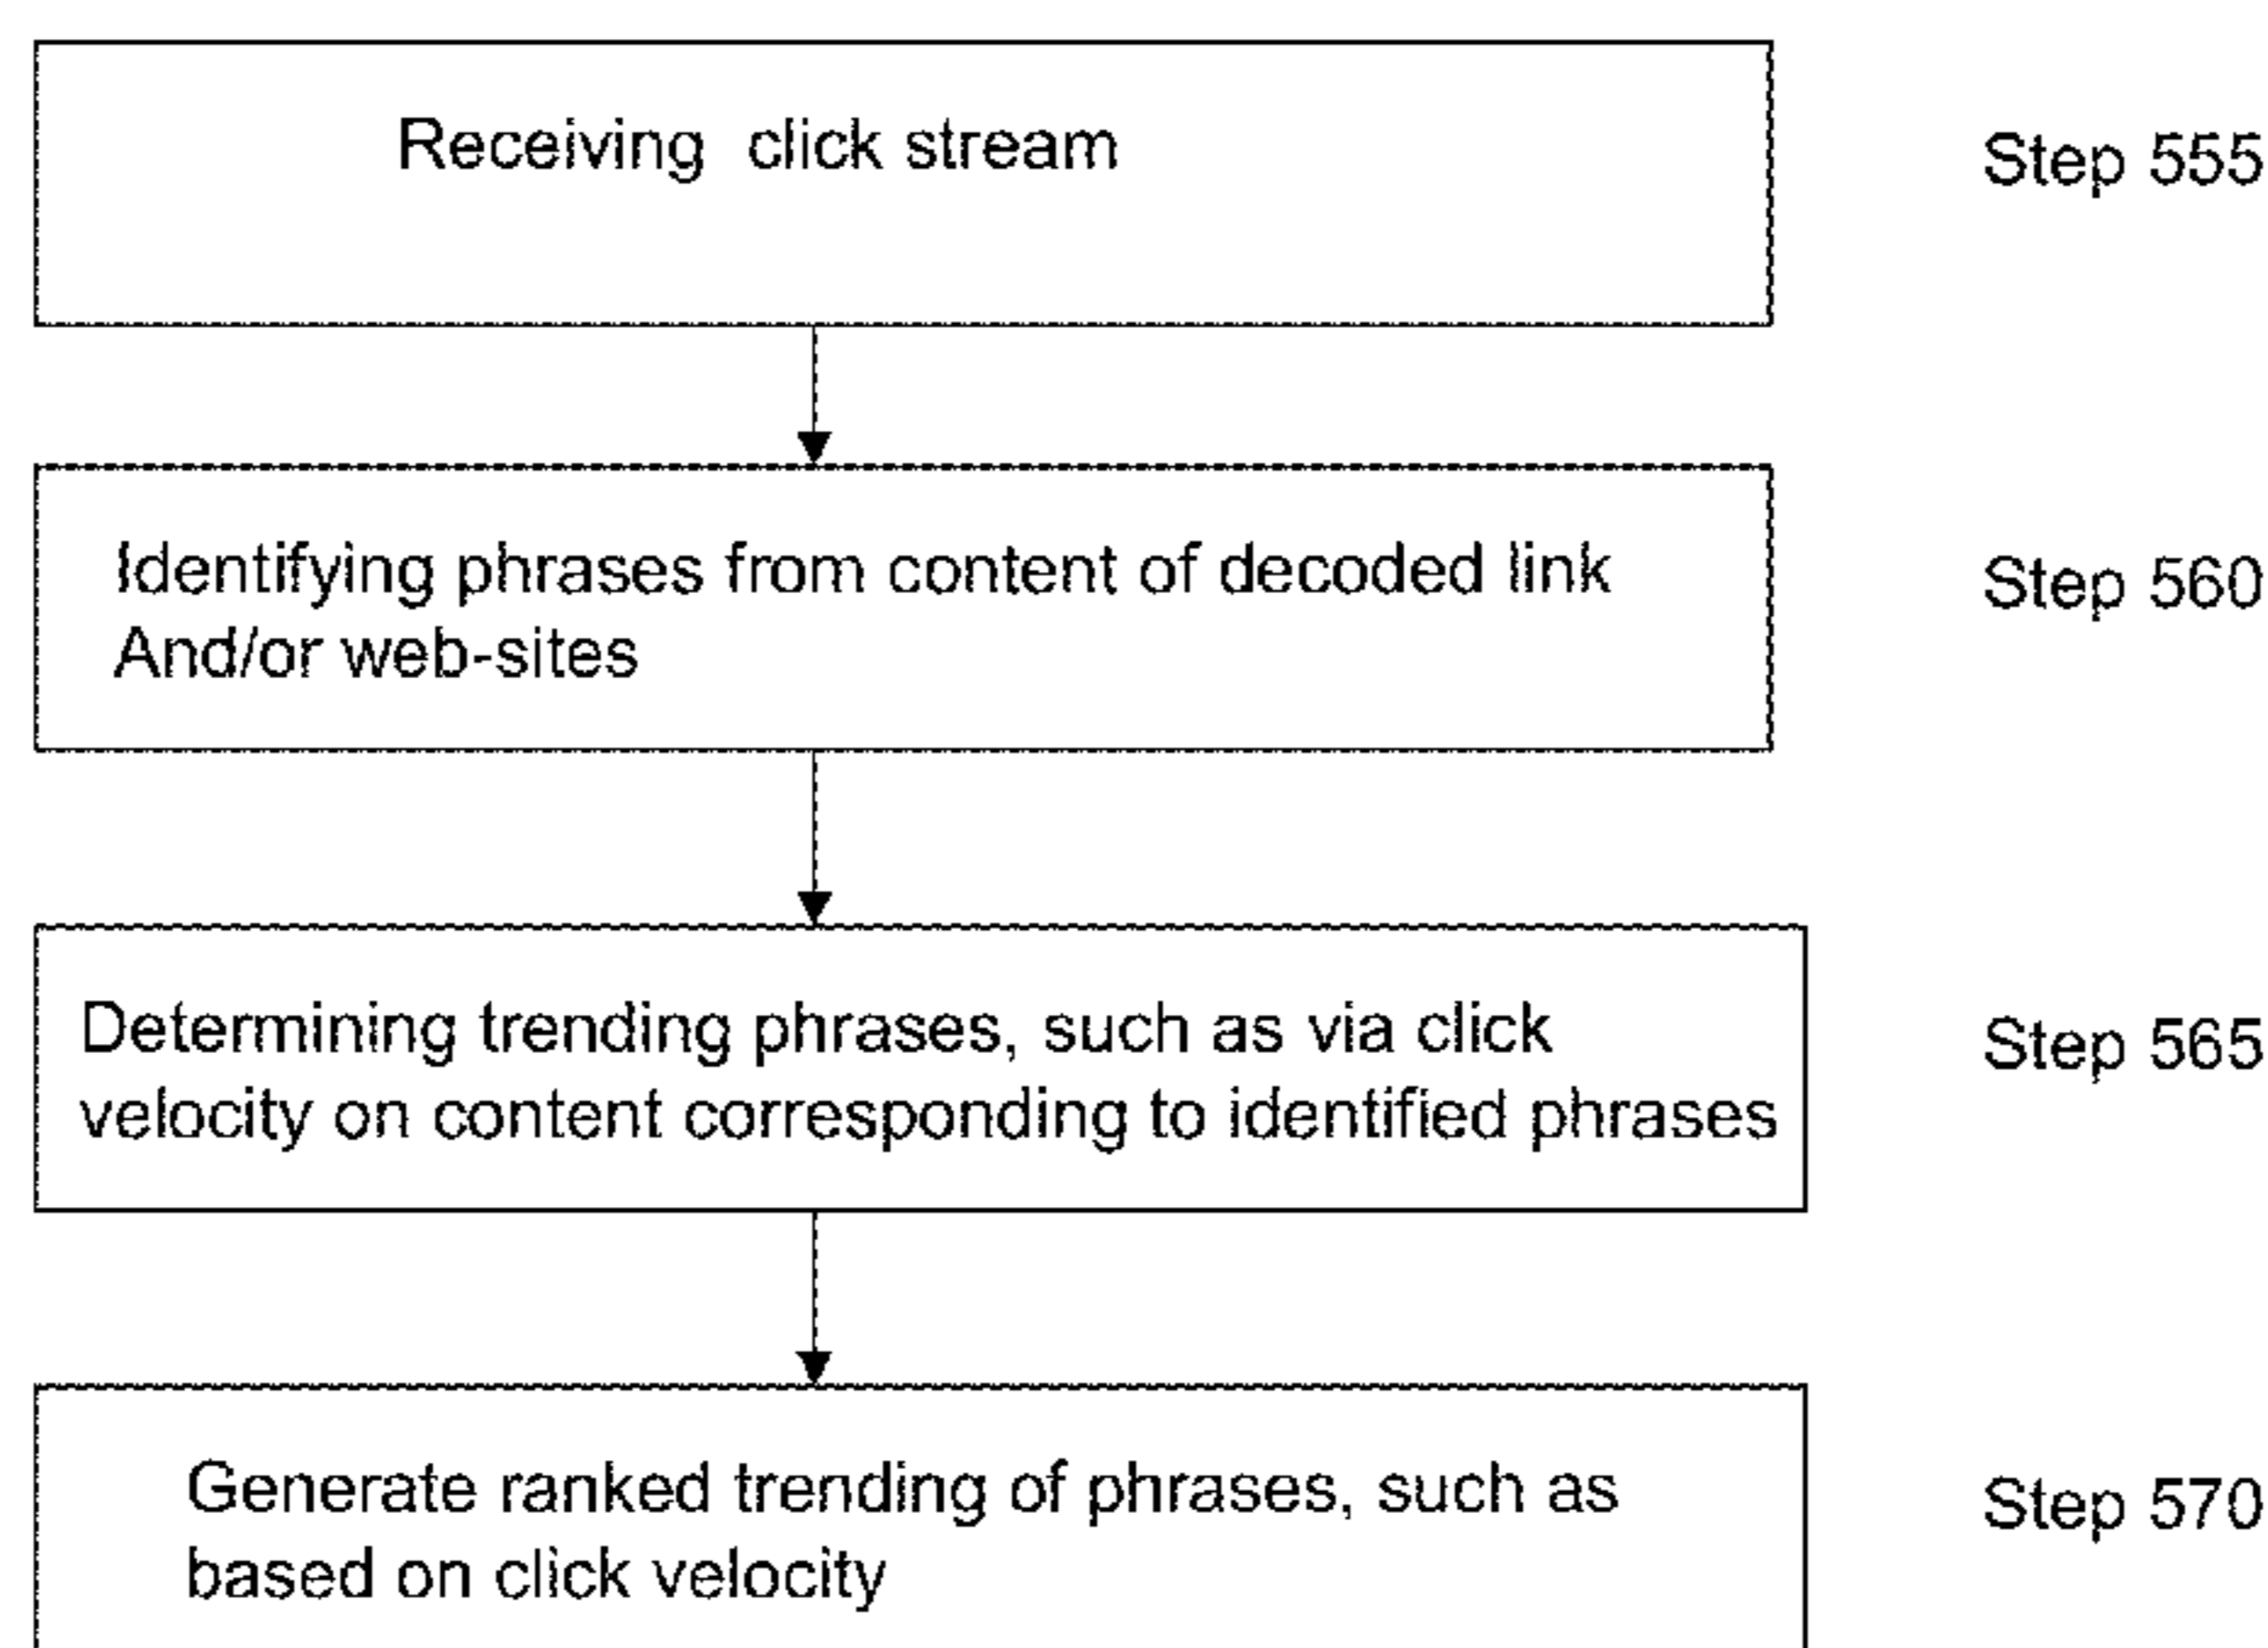 Receiving click stream
Step 555
Identifying phrases from content of decoded link
And/or web-sites
Step 560
Determining trending phrases, such as via click
velocity on content corresponding to identified phrases
Step 565
Generate ranked trending of phrases, such as
based on click velocity
Step 570